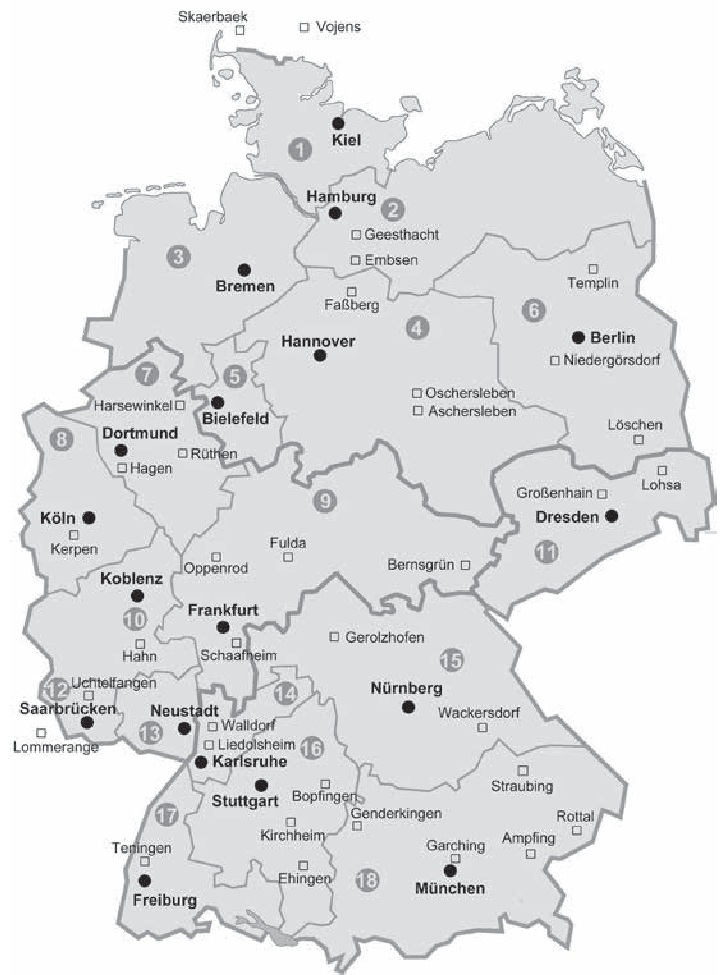 Skaerbaek
Vojens
Kiel
1
Hamburg
2
Geesthacht
Embsen
3
Bremen
Templin
Faßberg
6
4
Hannover
Berlin
Niedergörsdorf
7
5
Harsewinkel
Bielefeld
Oschersleben
Aschersleben
8
Dortmund
Löschen
Rüthen
Hagen
Lohsa
Großenhain
9
Köln
Dresden
Kerpen
Fulda
11
Oppenrod
Bernsgrün
Koblenz
10
Frankfurt
Gerolzhofen
Hahn
Schaafheim
15
12
Uchtelfangen
14
Nürnberg
Saarbrücken
Neustadt
Wackersdorf
Walldorf
13
Lommerange
Liedolsheim
16
Karlsruhe
Straubing
Stuttgart
Bopfingen
17
Genderkingen
Rottal
Kirchheim
Ampfing
Teningen
Garching
Ehingen
18
München
Freiburg